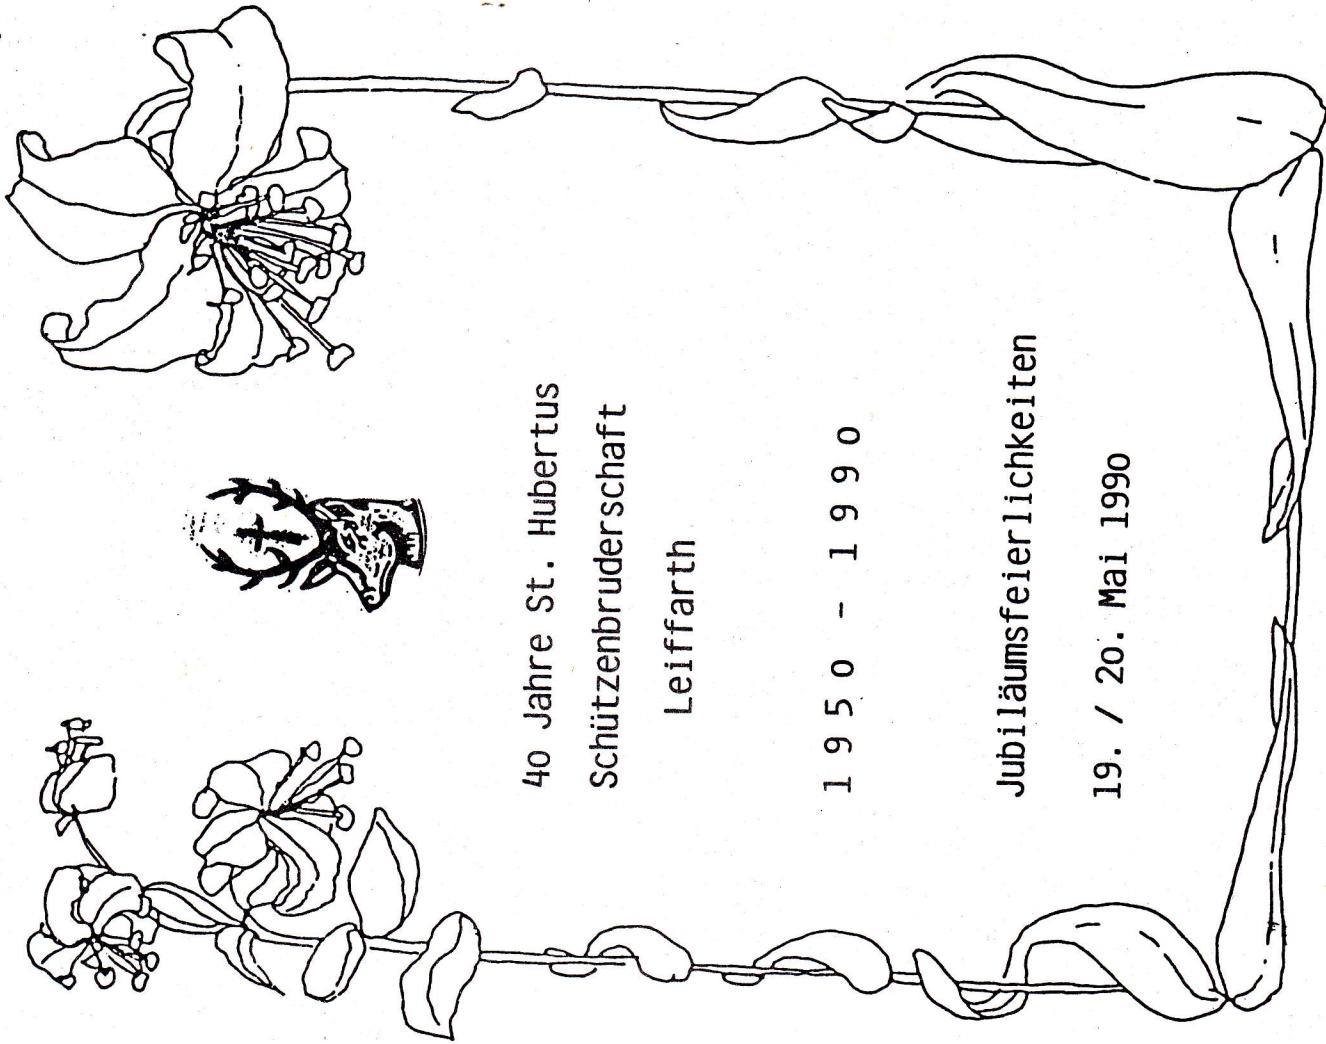 4o Jahre St. Hubertus
Schützenbruderschaft
Leiffarth
1 9 5 o - 1 9 9 o
Jubiläumsfeierlichkeiten
19. / 2o. Mai 199o